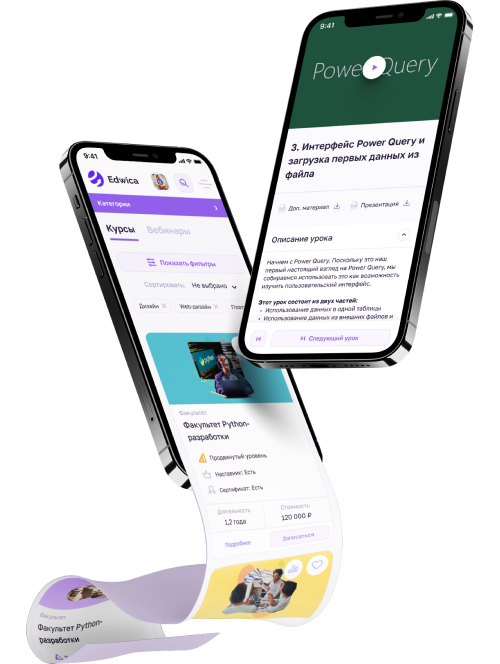 9:41
Power Query
3. Интерфейс Power Query и
загрузка первых данных из
файла
Доп. материал
Презентация
Описание урока
Начнем с Power Query. Поскольку это наш
первый настоящий взгляд на Power Query, мы
собираемся использовать это как возможность
изучить пользовательский интерфейс.
Этот урок состоит из двух частей:
• Использование данных в одной таблицы
• Использование данных из внешних файлов и
Следующий урок
9:41
Edwica
Категории
Курсы
Вебинары
Показать фильтры
Сортировать:
Не выбрано
Дизайн ×
Web-дизайн ×
Факультет
Факультет Python-
разработки
Продвинутый уровень
Наставник: Есть
Сертификат: Есть
Длительность
Стоимость
1,2 года
120 000 ₽
Подробнее
Записаться
Факультет
Факультет Python-
разработки